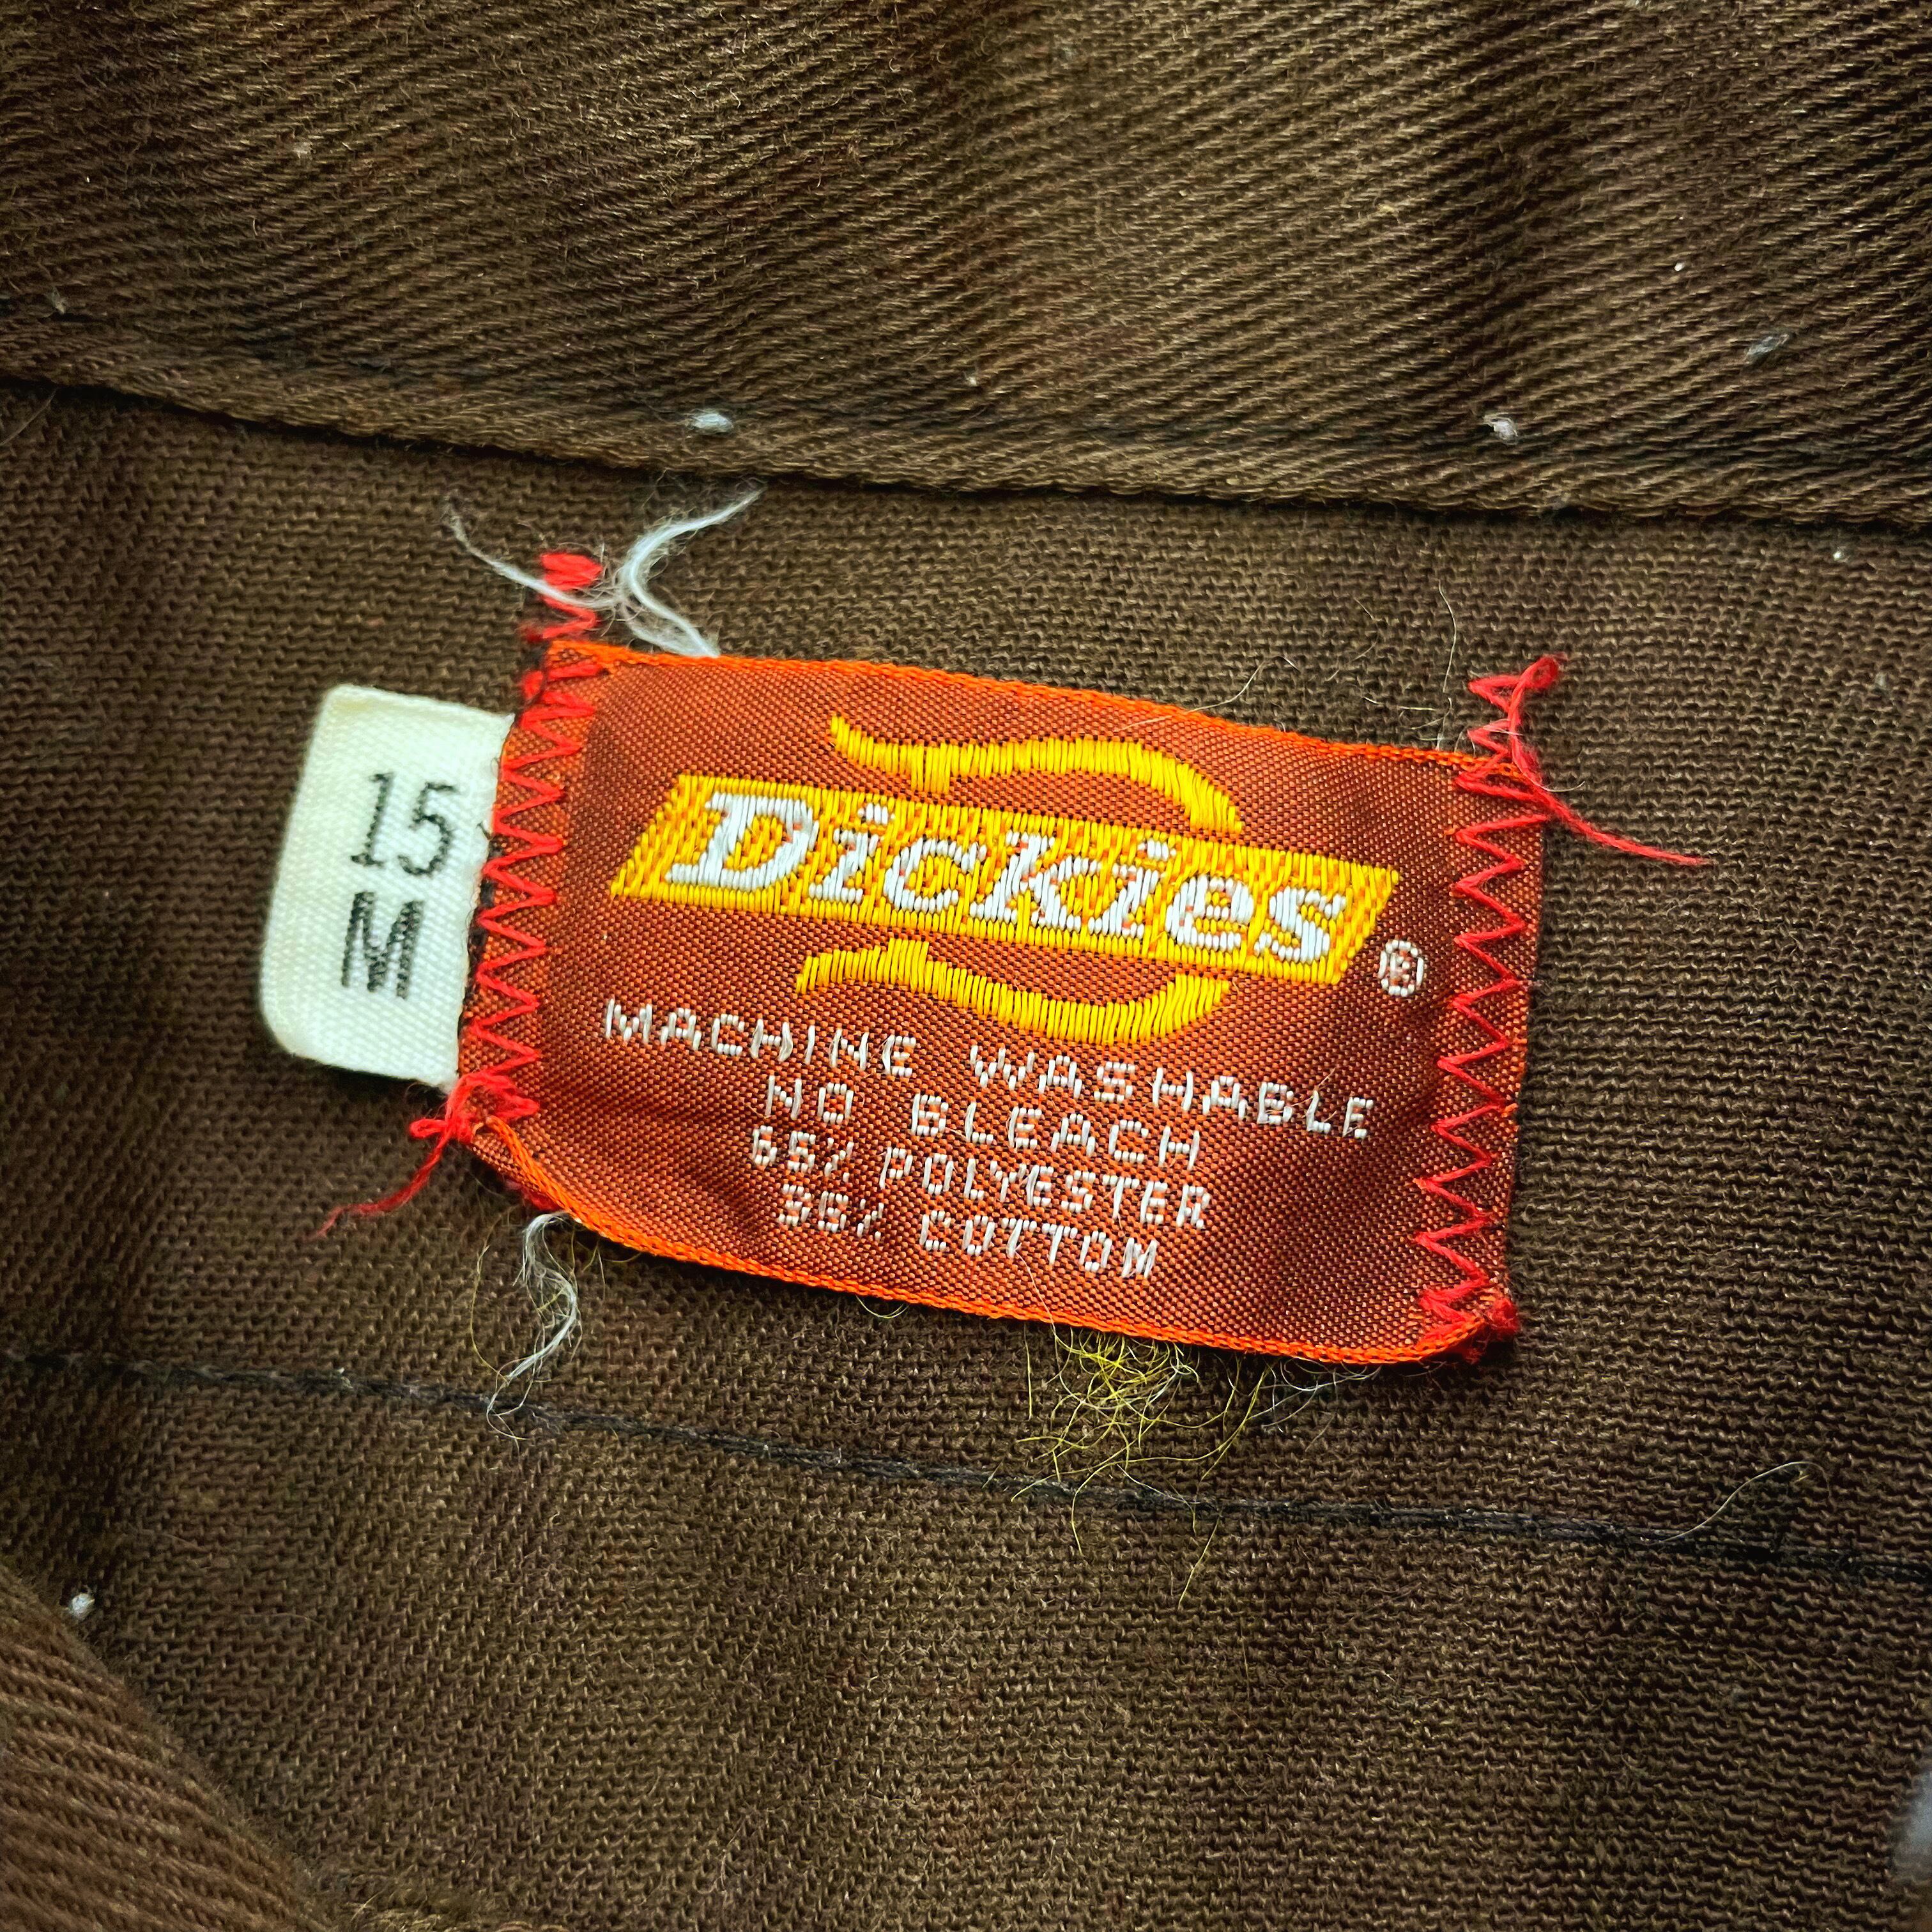 15
M
Dickies ®
MACHINE WASHABLE
NO BLEACH
65% POLYESTER
35% COTTON